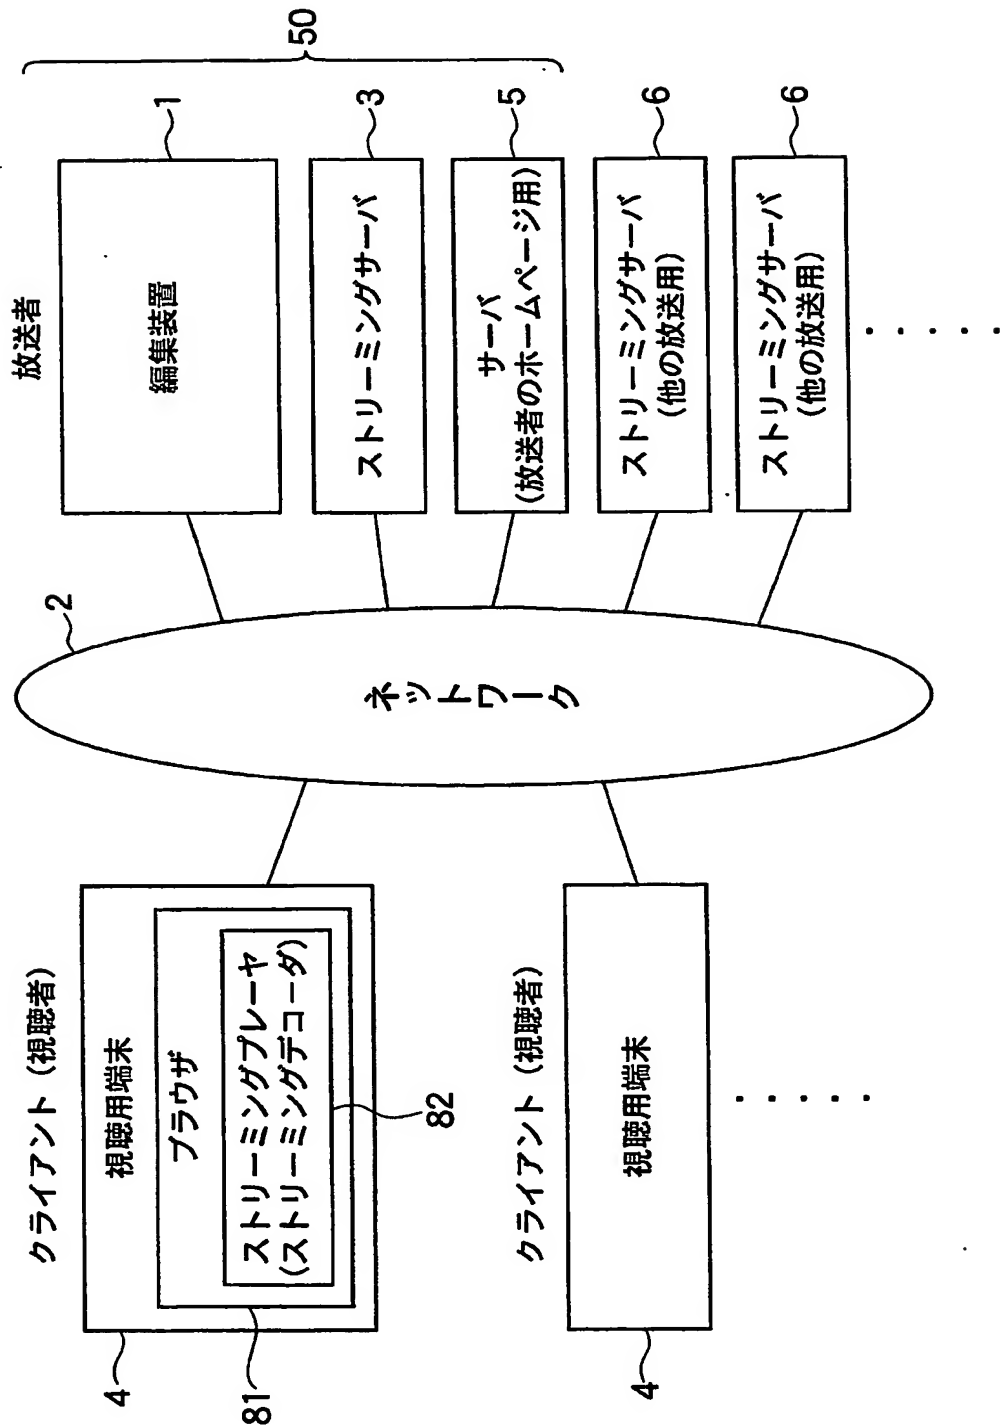 クライアント（視聴者）
視聴用端末
ブラウザ
ストリーミングプレーヤ
（ストリーミングデコーダ）
4
81
82
クライアント（視聴者）
視聴用端末
4
・・・・・
ネットワーク
2
放送者
編集装置
1
ストリーミングサーバ
3
サーバ
（放送者のホームページ用）
5
50
ストリーミングサーバ
（他の放送用）
6
ストリーミングサーバ
（他の放送用）
6
・・・・・